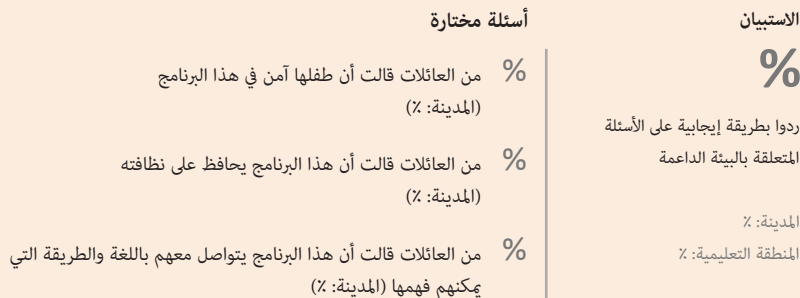 الاستبيان
%
ردوا بطريقة إيجابية على الأسئلة
المتعلقة بالبيئة الداعمة
المدينة: ٪
المنطقة التعليمية: ٪
أسئلة مختارة
% من العائلات قالت أن طفلها آمن في هذا البرنامج
(المدينة: ٪)
% من العائلات قالت أن هذا البرنامج يحافظ على نظافته
(المدينة: ٪)
% من العائلات قالت أن هذا البرنامج يتواصل معهم باللغة والطريقة التي
يمكنهم فهمها (المدينة: ٪)